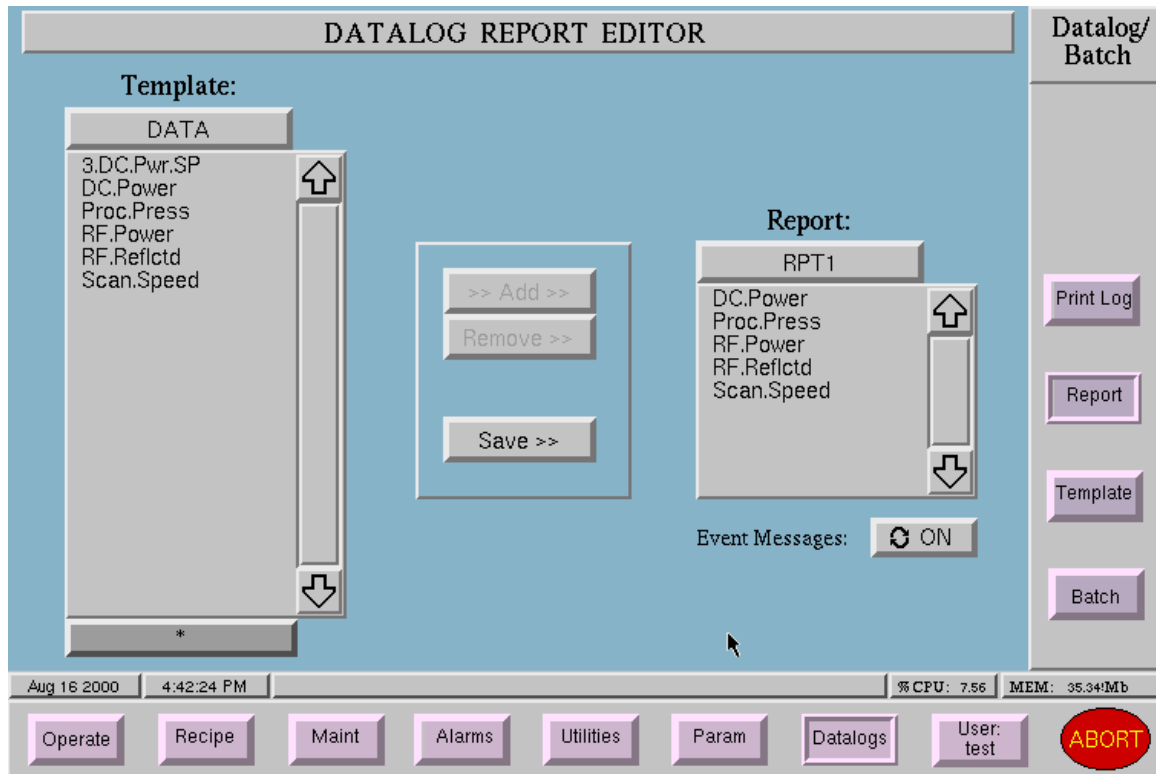 DATALOG REPORT EDITOR
Datalog/
Batch
Template:
DATA
3.DC.Pwr.SP
DC.Power
Proc.Press
RF.Power
RF.Reflctd
Scan.Speed
*
>> Add >>
Remove >>
Save >>
Report:
RPT1
DC.Power
Proc.Press
RF.Power
RF.Reflctd
Scan.Speed
Event Messages: ON
Print Log
Report
Template
Batch
Aug 16 2000 4:42:24 PM %CPU: 7.56 MEM: 35.34!Mb
Operate Recipe Maint Alarms Utilities Param Datalogs User: test ABORT